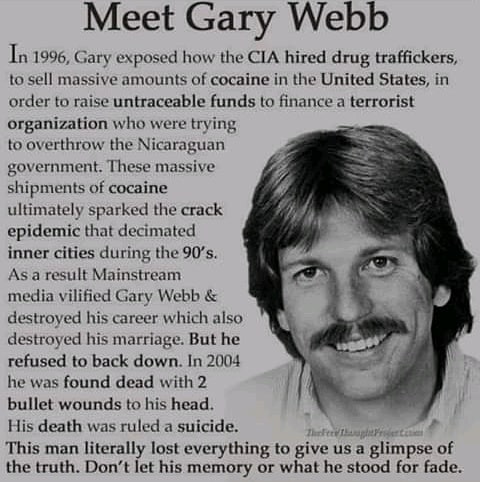 Meet Gary Webb
In 1996, Gary exposed how the CIA hired drug traffickers,
to sell massive amounts of cocaine in the United States, in
order to raise untraceable funds to finance a terrorist
organization who were trying
to overthrow the Nicaraguan
government. These massive
shipments of cocaine
ultimately sparked the crack
epidemic that decimated
inner cities during the 90's.
As a result Mainstream
media vilified Gary Webb &
destroyed his career which also
destroyed his marriage. But he
refused to back down. In 2004
he was found dead with 2
bullet wounds to his head.
His death was ruled a suicide.
TheFreeThoughtProject.com
This man literally lost everything to give us a glimpse of
the truth. Don't let his memory or what he stood for fade.